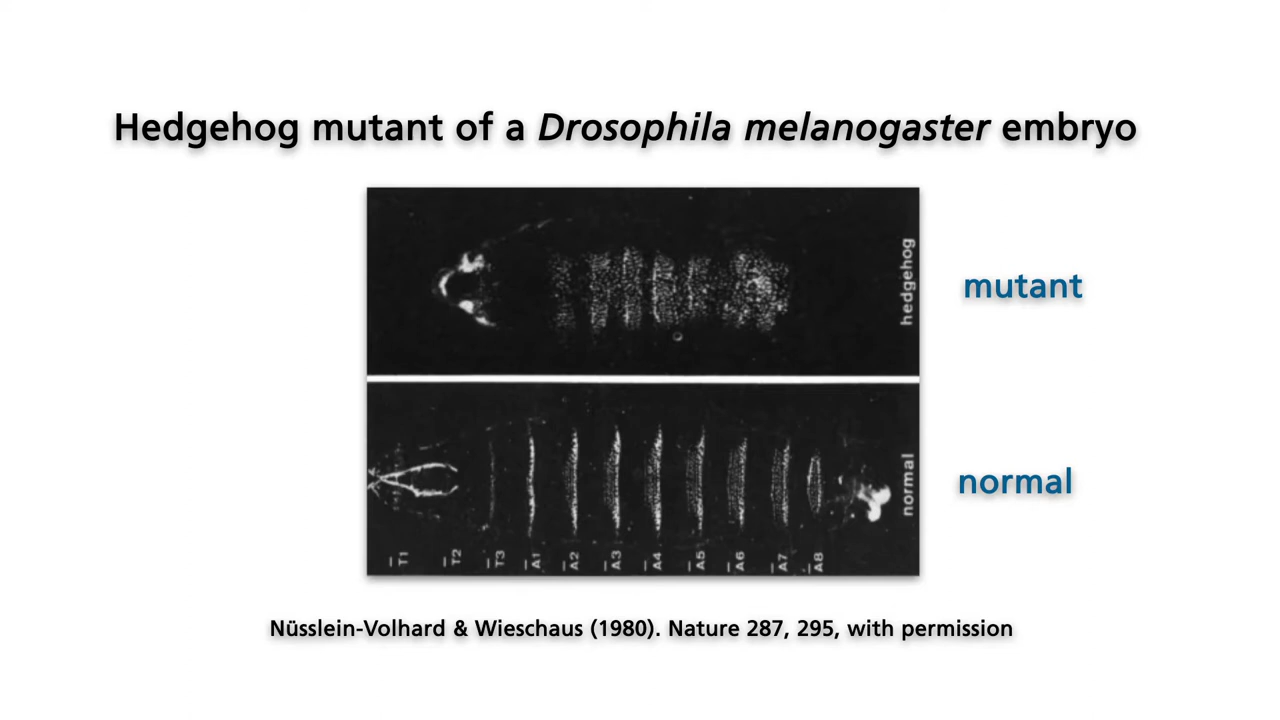 Hedgehog mutant of a Drosophila melanogaster embryo
hedgehog
mutant
normal
normal
T1 T2 T3 A1 A2 A3 A4 A5 A6 A7 A8
Nüsslein-Volhard & Wieschaus (1980). Nature 287, 295, with permission